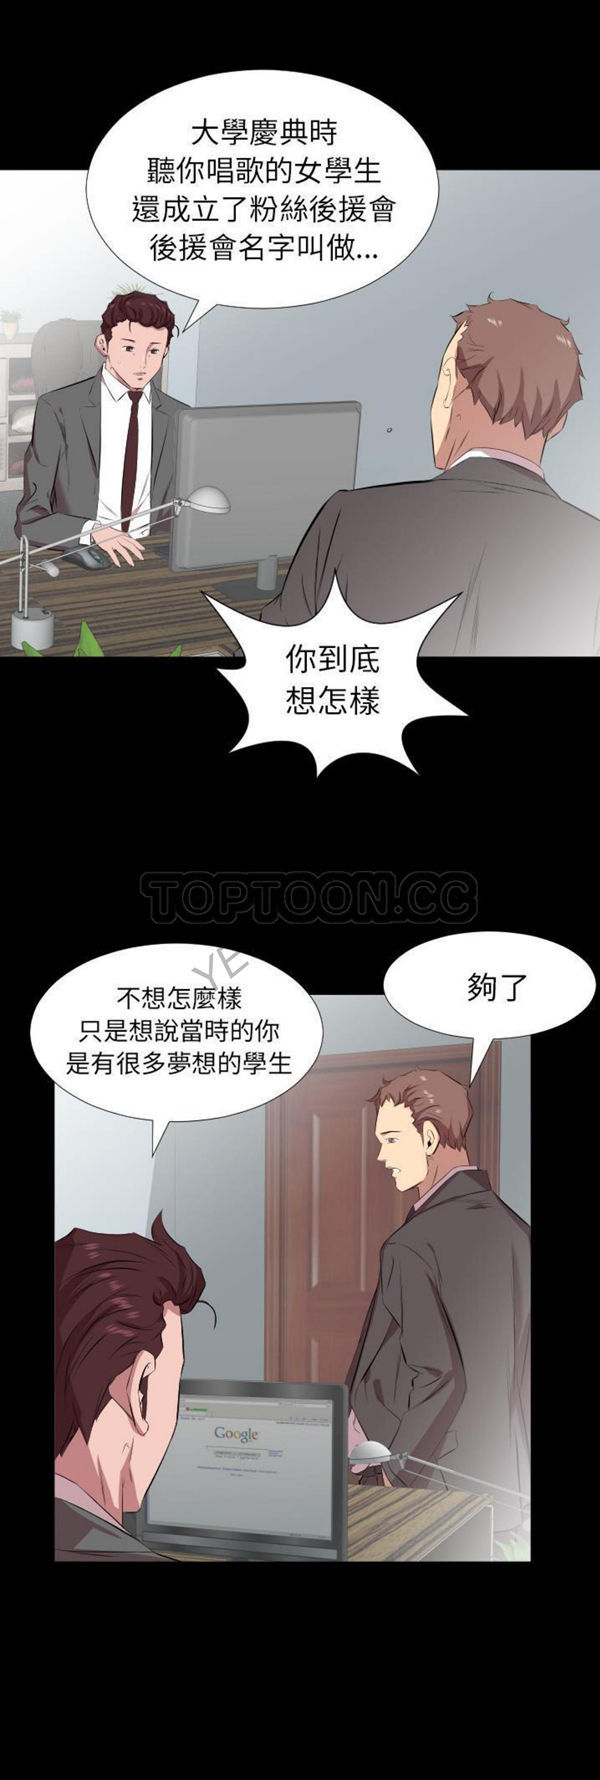 大學慶典時
聽你唱歌的女學生
還成立了粉絲後援會
後援會名字叫做...
你到底
想怎樣
TOPTOON.CC
YE
夠了
不想怎麼樣
只是想說當時的你
是有很多夢想的學生
Google